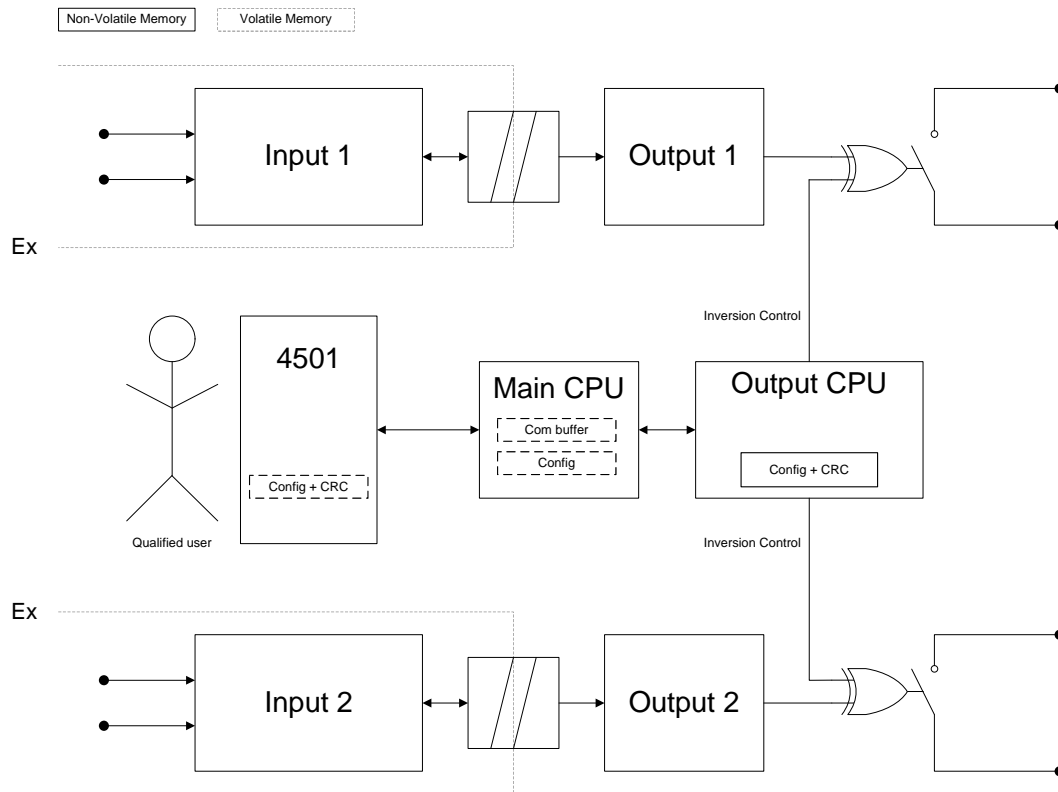 Non-Volatile Memory
Volatile Memory
Input 1
Output 1
Ex
Inversion Control
4501
Main CPU
Output CPU
Com buffer
Config
Config + CRC
Config + CRC
Qualified user
Inversion Control
Ex
Input 2
Output 2